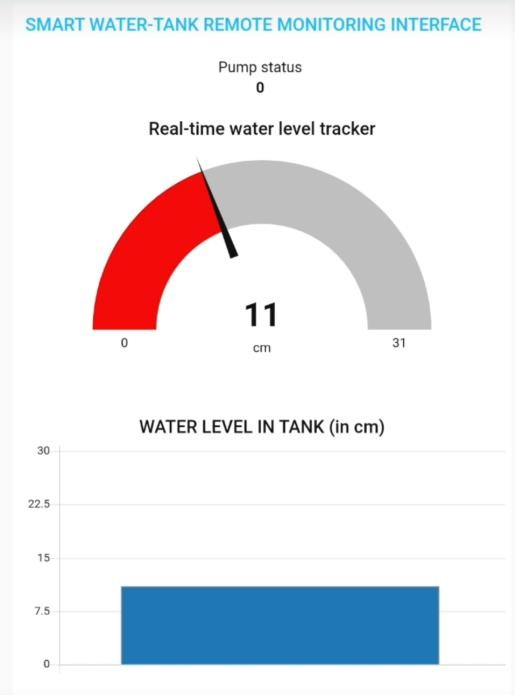 SMART WATER-TANK REMOTE MONITORING INTERFACE
Pump status
0
Real-time water level tracker
11
0
cm
31
WATER LEVEL IN TANK (in cm)
30
22.5
15
7.5
0